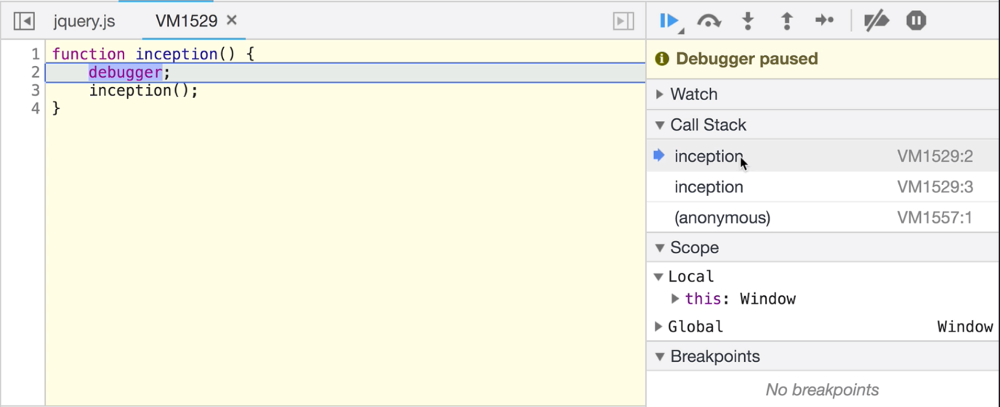 jquery.js VM1529 ×
1 function inception() {
2 debugger;
3 inception();
4 }
Debugger paused
Watch
Call Stack
inception VM1529:2
inception VM1529:3
(anonymous) VM1557:1
Scope
Local
this: Window
Global Window
Breakpoints
No breakpoints